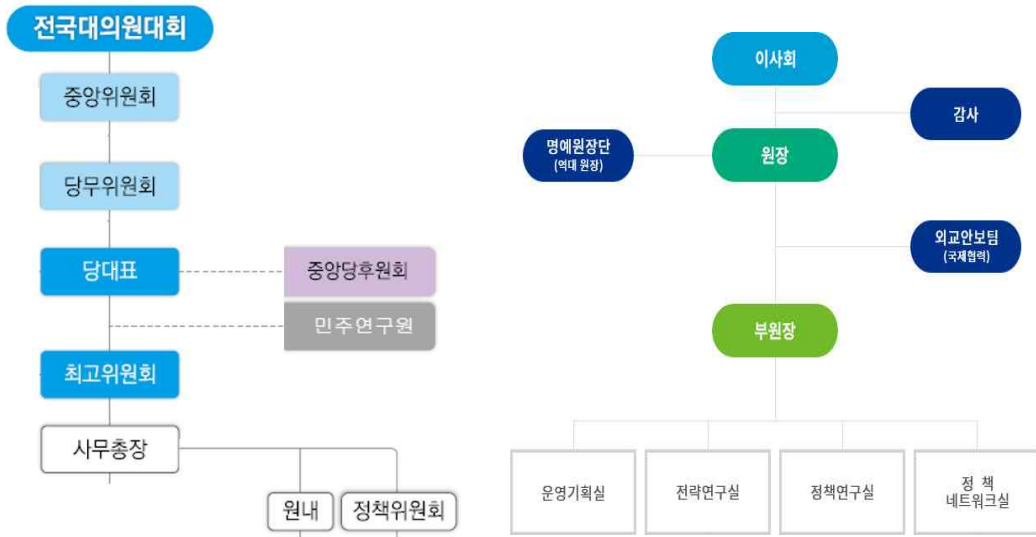 전국대의원대회
중앙위원회
당무위원회
당대표
중앙당후원회
민주연구원
최고위원회
사무총장
원내
정책위원회
이사회
감사
명예원장단
(역대 원장)
원장
외교안보팀
(국제협력)
부원장
운영기획실
전략연구실
정책연구실
정 책
네트워크실